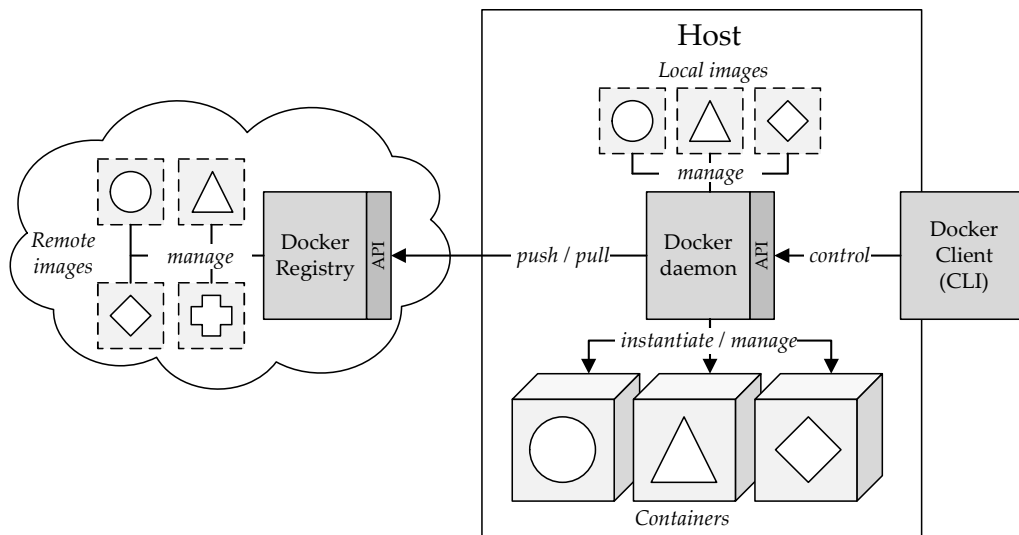 Host
Local images
manage
Remote
images
manage
Docker
Registry
API
push / pull
Docker
daemon
API
control
Docker
Client
(CLI)
instantiate / manage
Containers